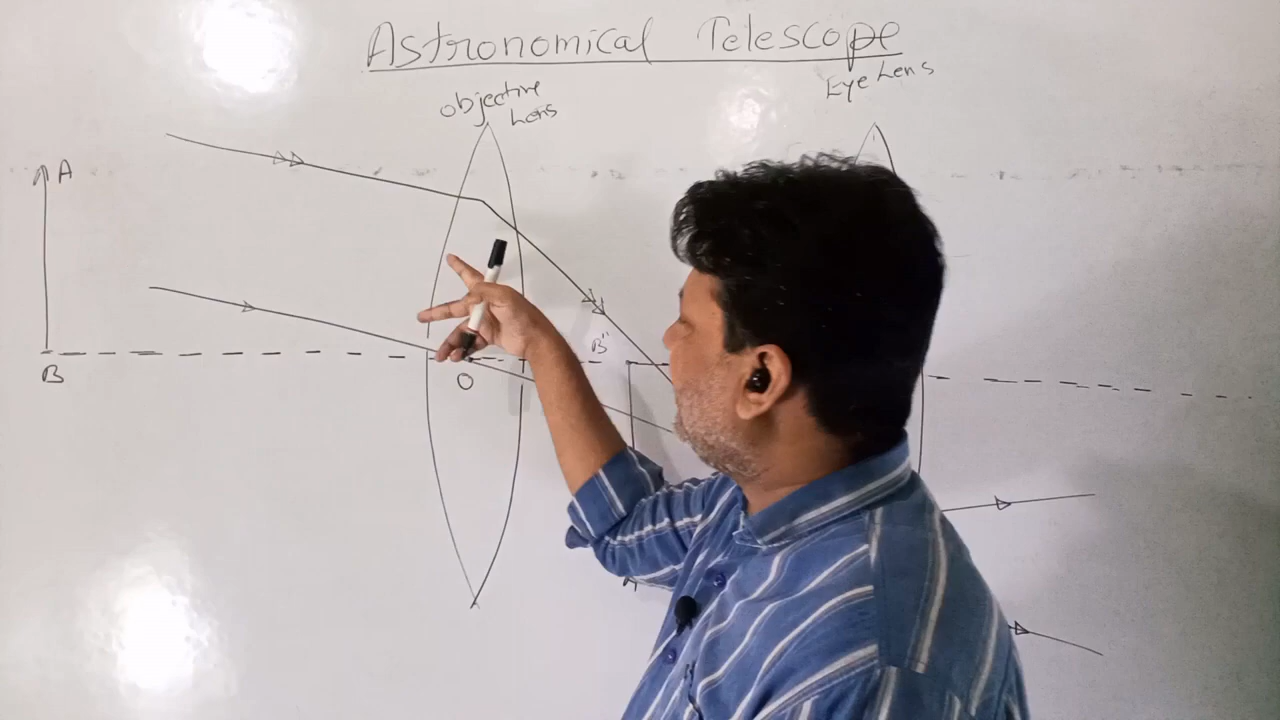 Astronomical Telescope
Objective
Lens
Eye Lens
A
B
O
B"